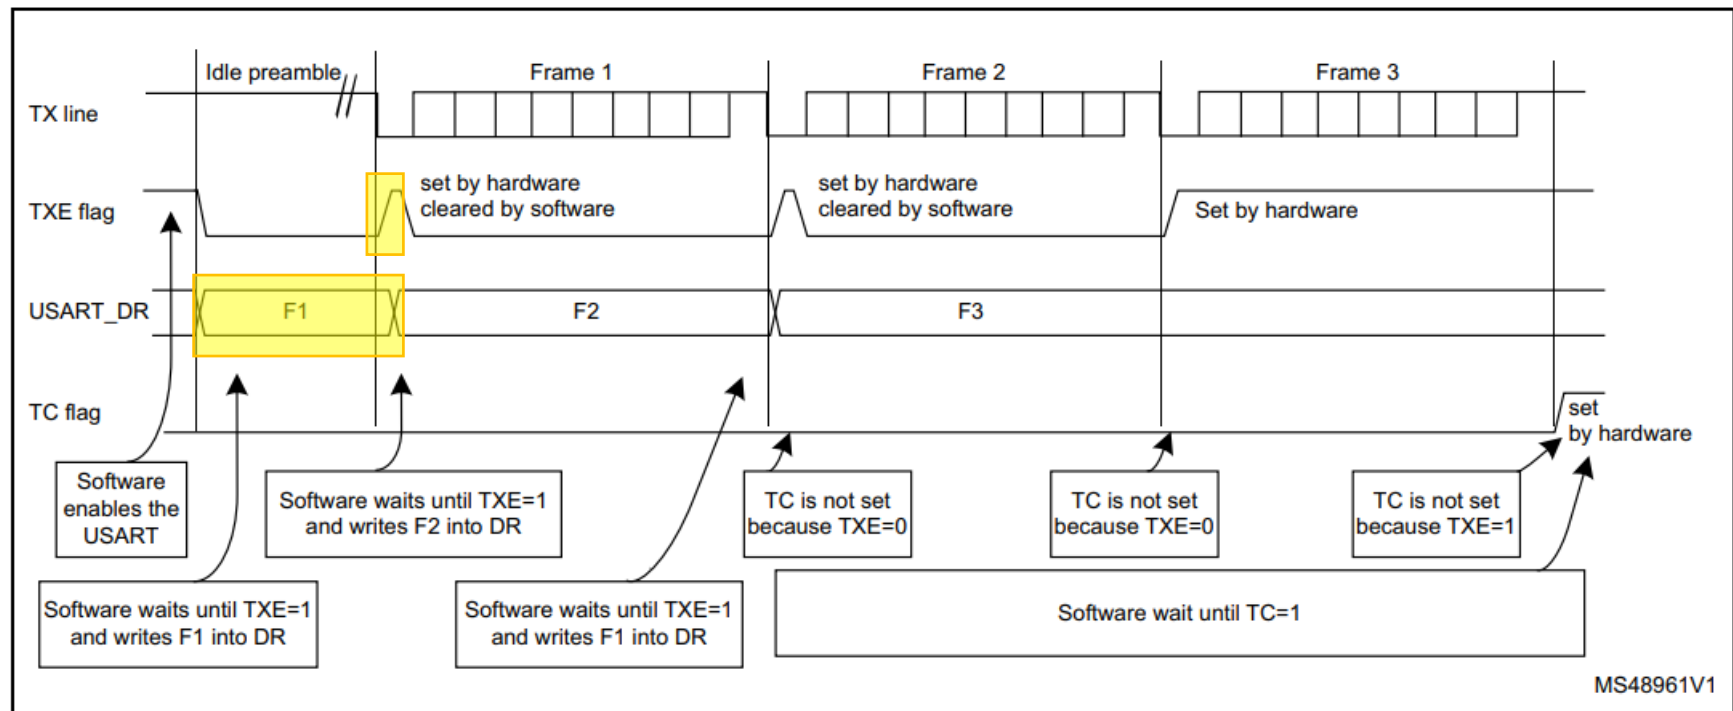 Idle preamble
Frame 1
Frame 2
Frame 3
TX line
TXE flag
set by hardware
cleared by software
set by hardware
cleared by software
Set by hardware
USART_DR
F1
F2
F3
TC flag
set
by hardware
Software
enables the
USART
Software waits until TXE=1
and writes F2 into DR
TC is not set
because TXE=0
TC is not set
because TXE=0
TC is not set
because TXE=1
Software waits until TXE=1
and writes F1 into DR
Software waits until TXE=1
and writes F1 into DR
Software wait until TC=1
MS48961V1